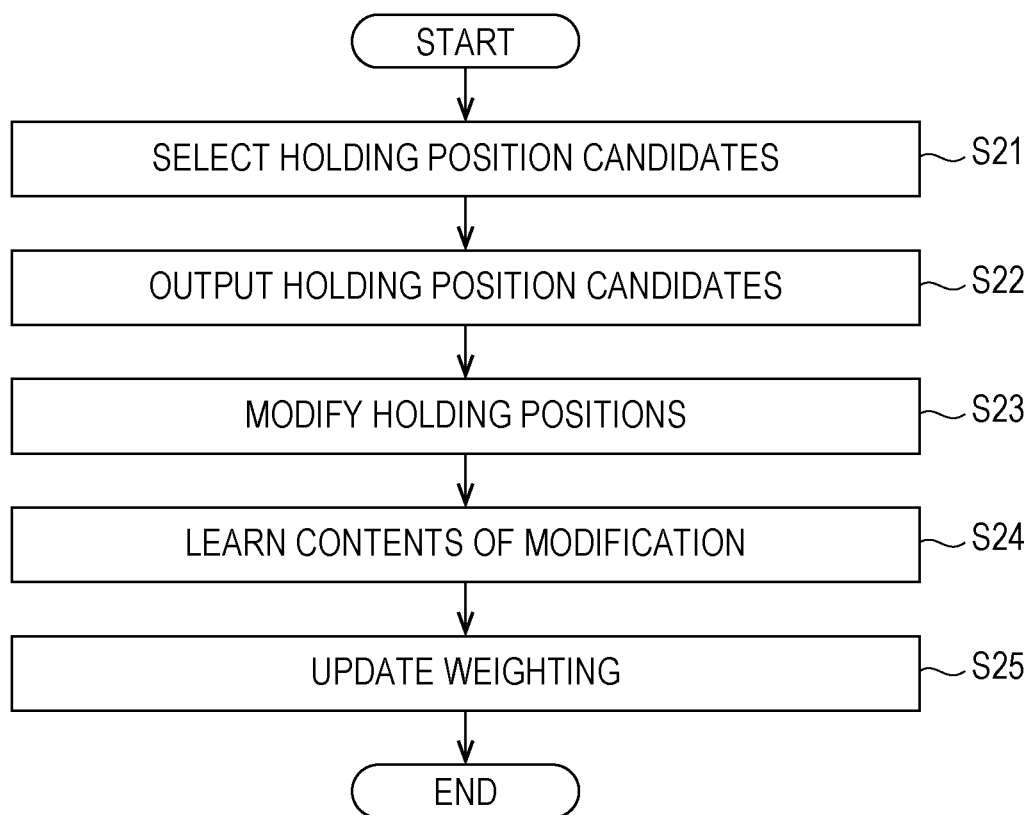 START
SELECT HOLDING POSITION CANDIDATES
S21
OUTPUT HOLDING POSITION CANDIDATES
S22
MODIFY HOLDING POSITIONS
S23
LEARN CONTENTS OF MODIFICATION
S24
UPDATE WEIGHTING
S25
END